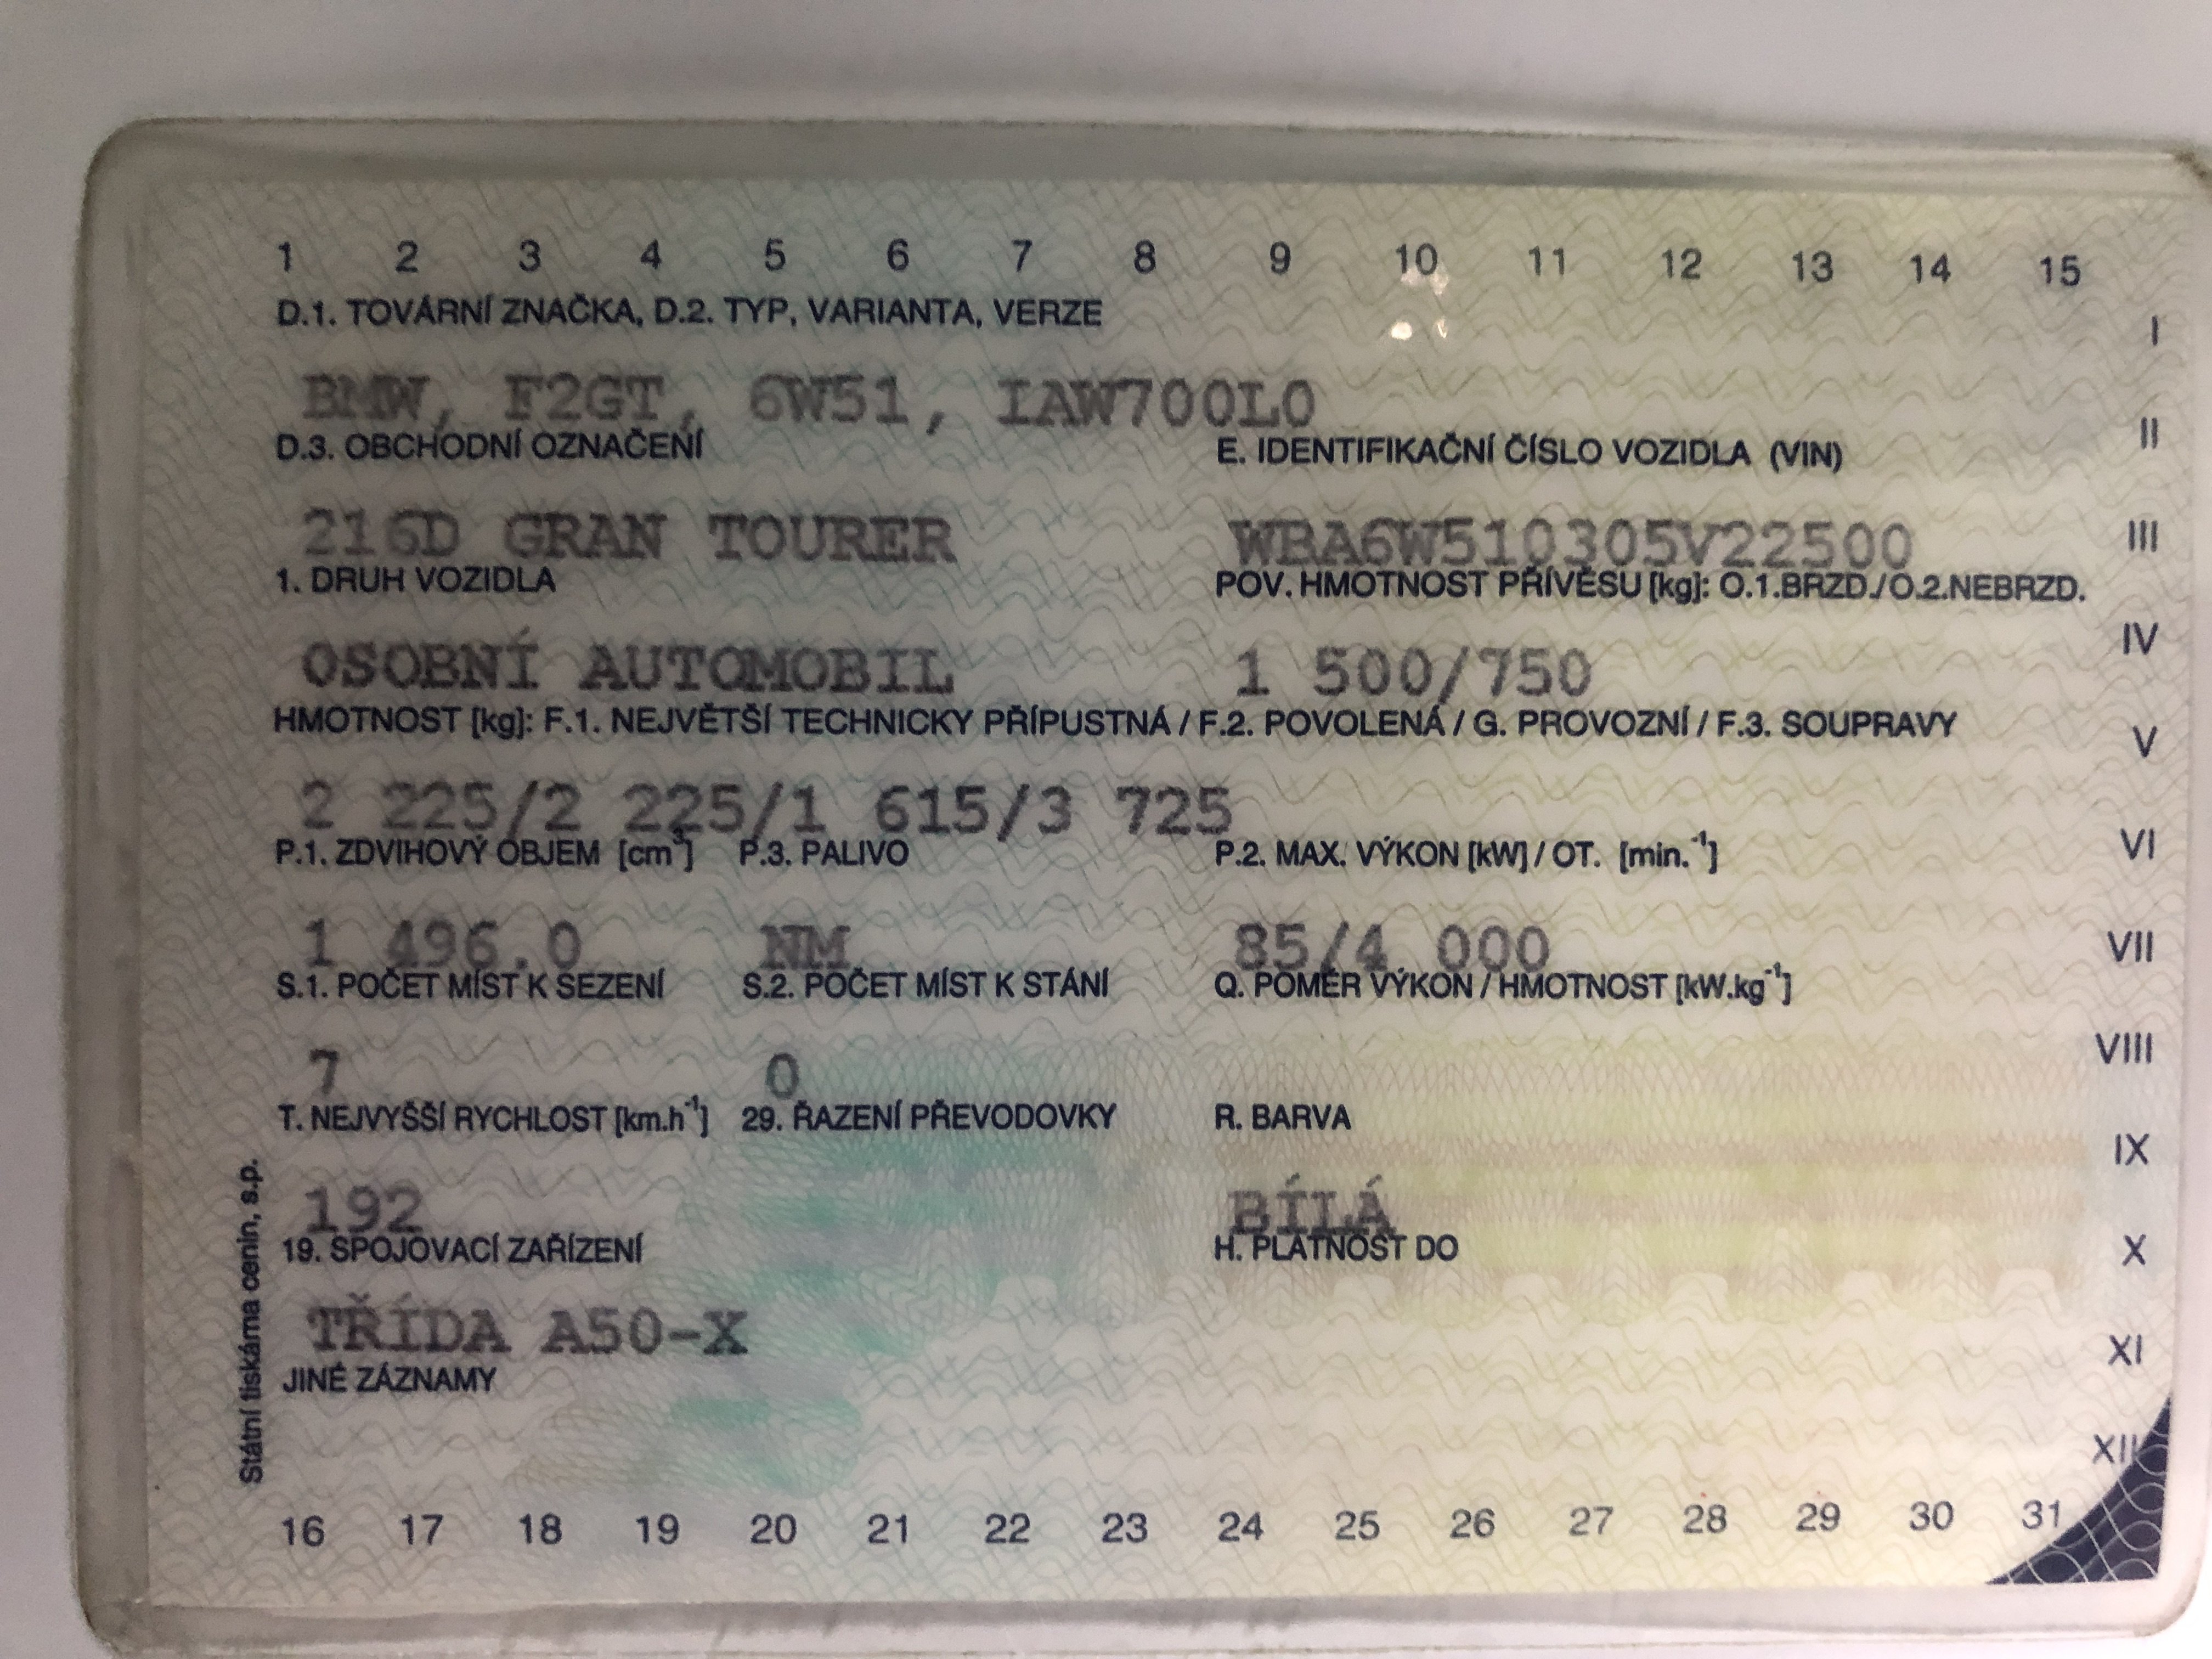 1 2 3 4 5 6 7 8 9 10 11 12 13 14 15
D.1. TOVÁRNÍ ZNAČKA, D.2. TYP, VARIANTA, VERZE
I
BMW, F2GT, 6W51, IAW700L0
II
D.3. OBCHODNÍ OZNAČENÍ E. IDENTIFIKAČNÍ ČÍSLO VOZIDLA (VIN)
216D GRAN TOURER WBA6W510305V22500
III
1. DRUH VOZIDLA POV. HMOTNOST PŘÍVĚSU [kg]: O.1.BRZD./O.2.NEBRZD.
IV
OSOBNÍ AUTOMOBIL 1 500/750
HMOTNOST [kg]: F.1. NEJVĚTŠÍ TECHNICKY PŘÍPUSTNÁ / F.2. POVOLENÁ / G. PROVOZNÍ / F.3. SOUPRAVY
V
2 225/2 225/1 615/3 725
P.1. ZDVIHOVÝ OBJEM [cm³] P.3. PALIVO P.2. MAX. VÝKON [kW] / OT. [min.⁻¹]
VI
1 496.0 NM 85/4 000
VII
S.1. POČET MÍST K SEZENÍ S.2. POČET MÍST K STÁNÍ Q. POMĚR VÝKON / HMOTNOST [kW.kg⁻¹]
VIII
7 0
T. NEJVYŠŠÍ RYCHLOST [km.h⁻¹] 29. ŘAZENÍ PŘEVODOVKY R. BARVA
IX
192 BÍLÁ
19. SPOJOVACÍ ZAŘÍZENÍ H. PLATNOST DO
X
TŘÍDA A50-X
XI
JINÉ ZÁZNAMY
XII
16 17 18 19 20 21 22 23 24 25 26 27 28 29 30 31
Státní tiskárna cenin, s.p.